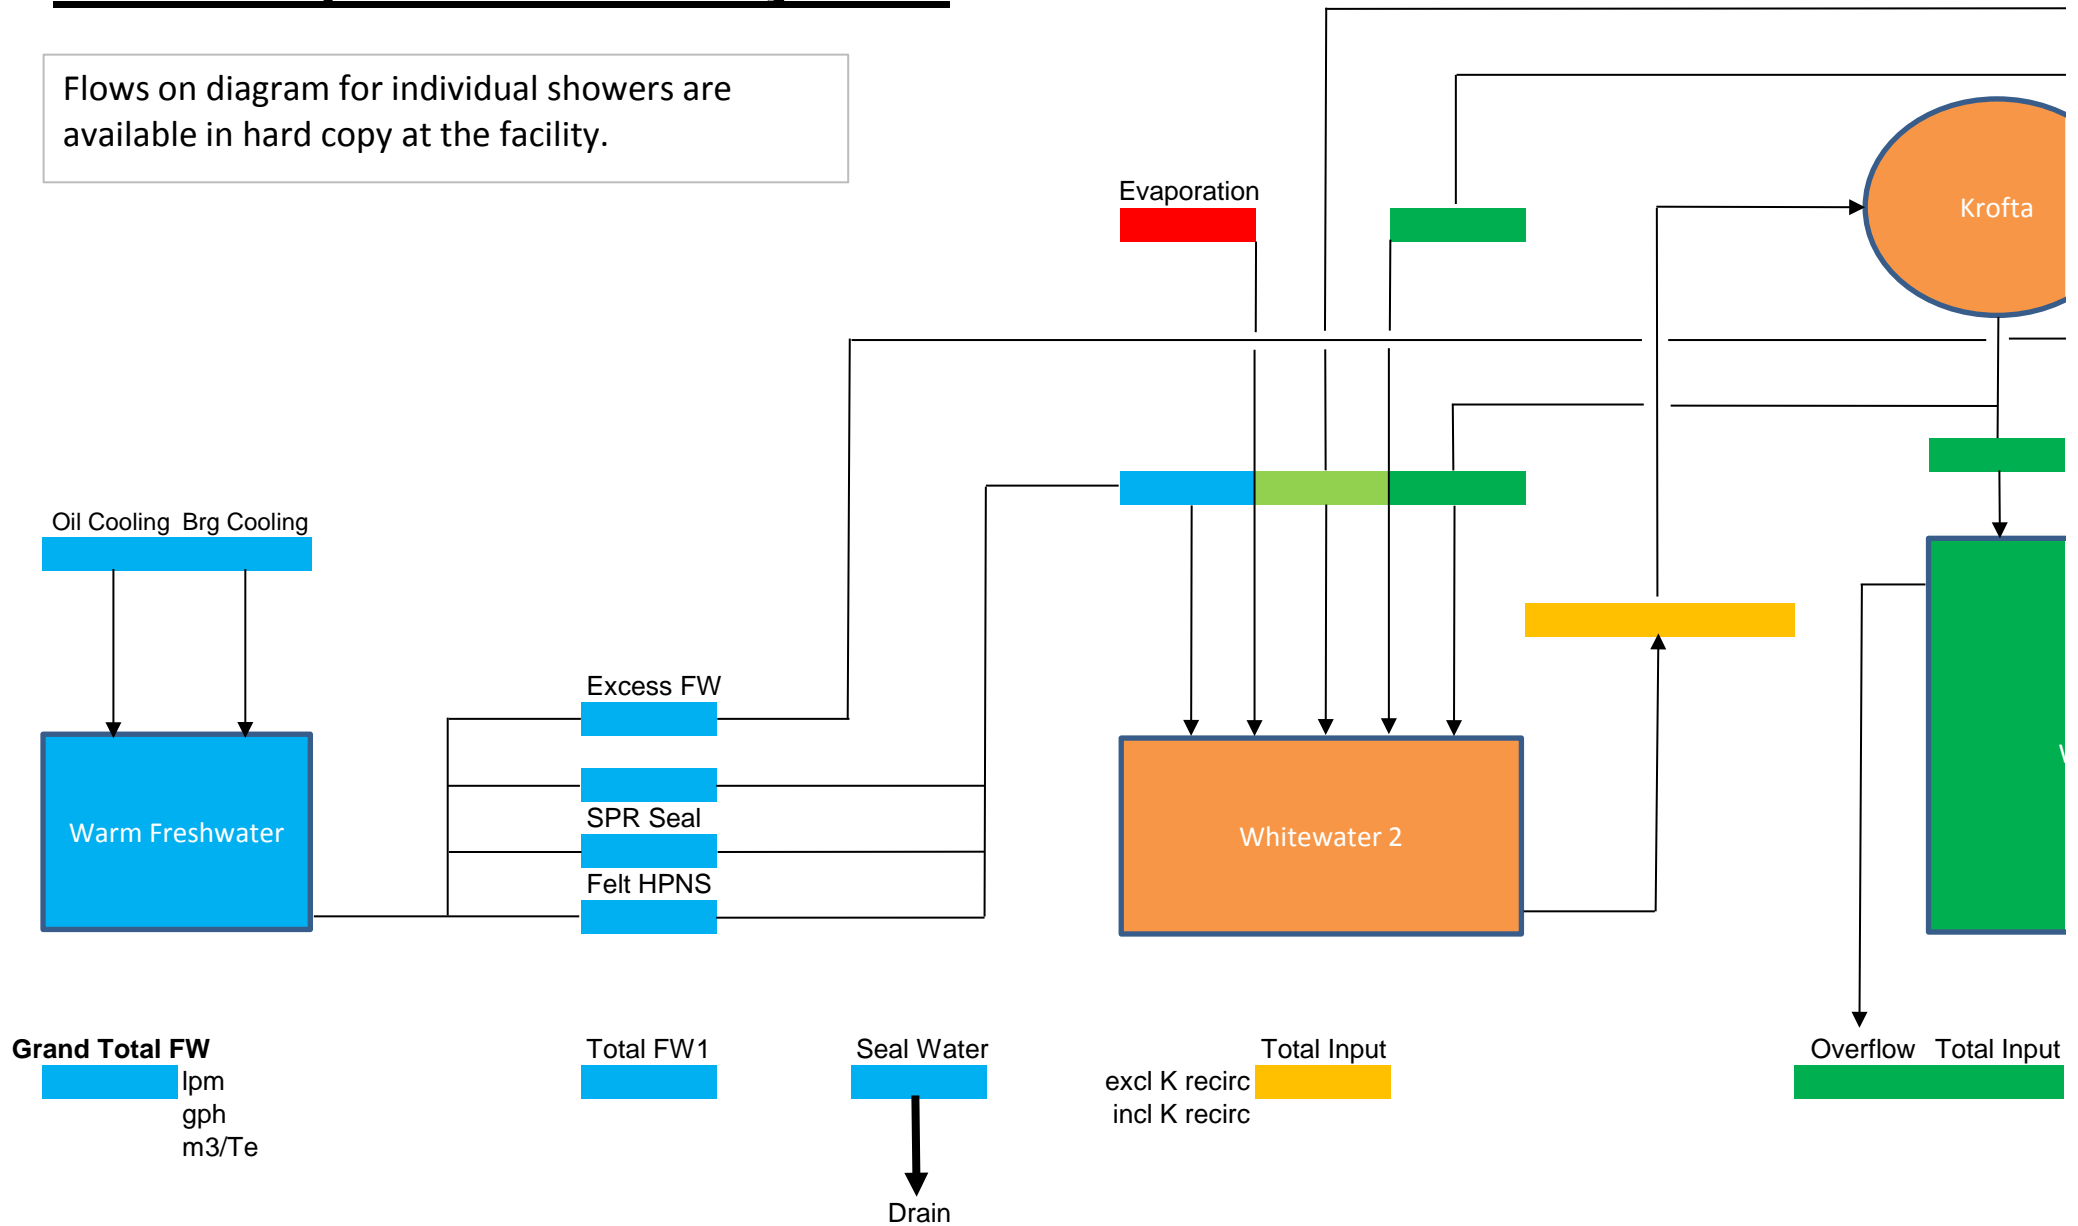 Flows on diagram for individual showers are
available in hard copy at the facility.
Evaporation
Krofta
Oil Cooling Brg Cooling
Excess FW
SPR Seal
Felt HPNS
Warm Freshwater
Whitewater 2
Grand Total FW
lpm
gph
m3/Te
Total FW1
Seal Water
Drain
Total Input
excl K recirc
incl K recirc
Overflow Total Input